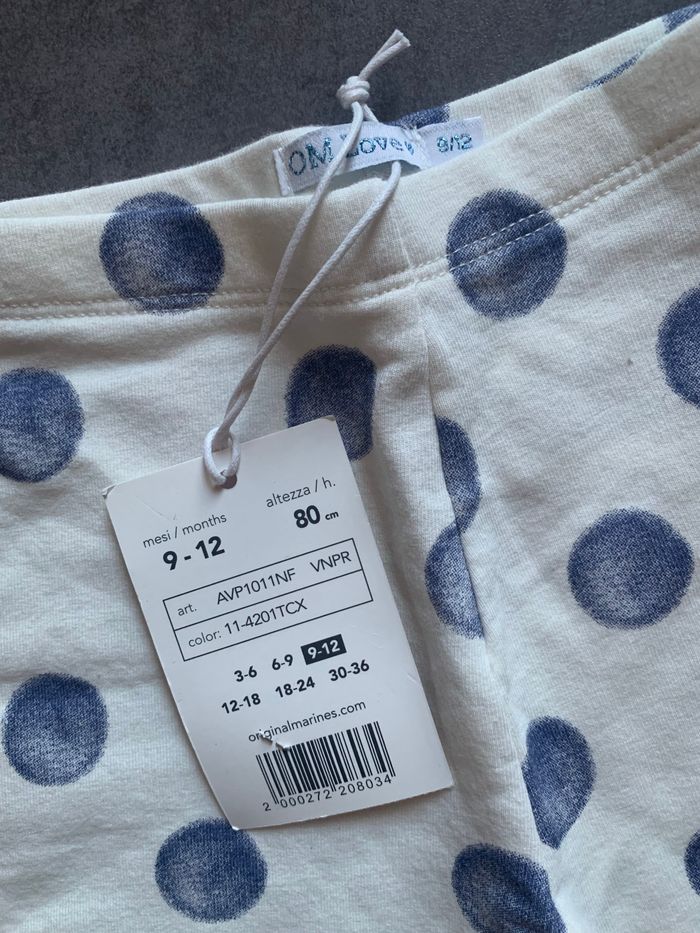 OM Lover
9/12
mesi / months
altezza / h.
9 - 12
80 cm
art. AVP1011NF VNPR
color: 11-4201TCX
3-6 6-9 9-12
12-18 18-24 30-36
originalmarines.com
2 000272 208034